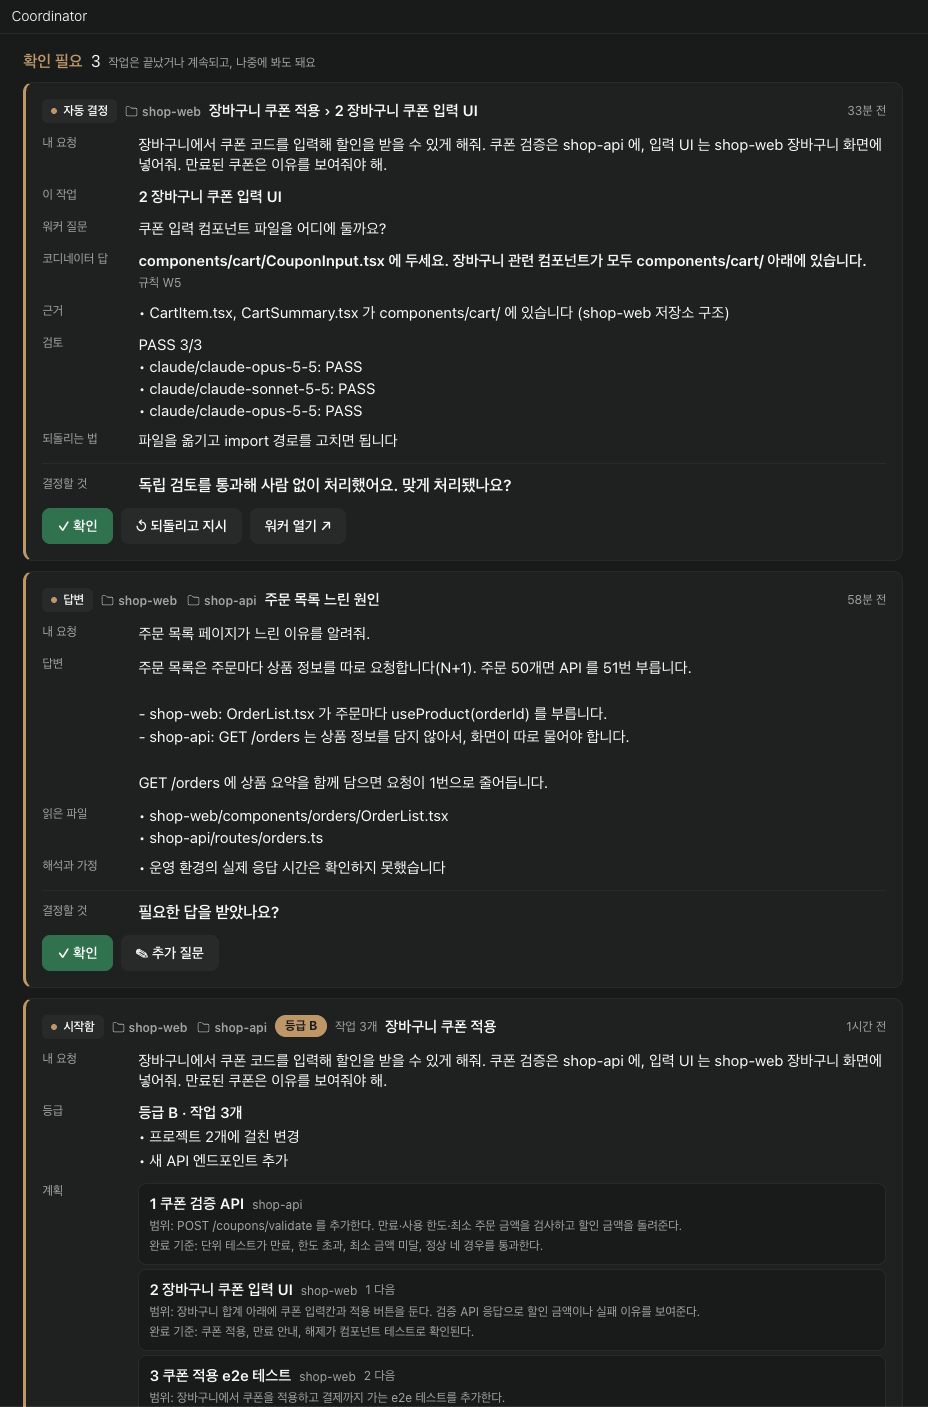 Coordinator
확인 필요 3 작업은 끝났거나 계속되고, 나중에 봐도 돼요
자동 결정 shop-web 장바구니 쿠폰 적용 › 2 장바구니 쿠폰 입력 UI 33분 전
내 요청 장바구니에서 쿠폰 코드를 입력해 할인을 받을 수 있게 해줘. 쿠폰 검증은 shop-api 에, 입력 UI 는 shop-web 장바구니 화면에
넣어줘. 만료된 쿠폰은 이유를 보여줘야 해.
이 작업 2 장바구니 쿠폰 입력 UI
워커 질문 쿠폰 입력 컴포넌트 파일을 어디에 둘까요?
코디네이터 답 components/cart/CouponInput.tsx 에 두세요. 장바구니 관련 컴포넌트가 모두 components/cart/ 아래에 있습니다.
규칙 W5
근거 • CartItem.tsx, CartSummary.tsx 가 components/cart/ 에 있습니다 (shop-web 저장소 구조)
검토 PASS 3/3
• claude/claude-opus-5-5: PASS
• claude/claude-sonnet-5-5: PASS
• claude/claude-opus-5-5: PASS
되돌리는 법 파일을 옮기고 import 경로를 고치면 됩니다
결정할 것 독립 검토를 통과해 사람 없이 처리했어요. 맞게 처리됐나요?
✓ 확인 ↺ 되돌리고 지시 워커 열기 ↗
답변 shop-web shop-api 주문 목록 느린 원인 58분 전
내 요청 주문 목록 페이지가 느린 이유를 알려줘.
답변 주문 목록은 주문마다 상품 정보를 따로 요청합니다(N+1). 주문 50개면 API 를 51번 부릅니다.
- shop-web: OrderList.tsx 가 주문마다 useProduct(orderId) 를 부릅니다.
- shop-api: GET /orders 는 상품 정보를 담지 않아서, 화면이 따로 물어야 합니다.
GET /orders 에 상품 요약을 함께 담으면 요청이 1번으로 줄어듭니다.
읽은 파일 • shop-web/components/orders/OrderList.tsx
• shop-api/routes/orders.ts
해석과 가정 • 운영 환경의 실제 응답 시간은 확인하지 못했습니다
결정할 것 필요한 답을 받았나요?
✓ 확인 ✎ 추가 질문
시작함 shop-web shop-api 등급 B 작업 3개 장바구니 쿠폰 적용 1시간 전
내 요청 장바구니에서 쿠폰 코드를 입력해 할인을 받을 수 있게 해줘. 쿠폰 검증은 shop-api 에, 입력 UI 는 shop-web 장바구니 화면에
넣어줘. 만료된 쿠폰은 이유를 보여줘야 해.
등급 등급 B · 작업 3개
• 프로젝트 2개에 걸친 변경
• 새 API 엔드포인트 추가
계획 1 쿠폰 검증 API shop-api
범위: POST /coupons/validate 를 추가한다. 만료·사용 한도·최소 주문 금액을 검사하고 할인 금액을 돌려준다.
완료 기준: 단위 테스트가 만료, 한도 초과, 최소 금액 미달, 정상 네 경우를 통과한다.
2 장바구니 쿠폰 입력 UI shop-web 1 다음
범위: 장바구니 합계 아래에 쿠폰 입력칸과 적용 버튼을 둔다. 검증 API 응답으로 할인 금액이나 실패 이유를 보여준다.
완료 기준: 쿠폰 적용, 만료 안내, 해제가 컴포넌트 테스트로 확인된다.
3 쿠폰 적용 e2e 테스트 shop-web 2 다음
범위: 장바구니에서 쿠폰을 적용하고 결제까지 가는 e2e 테스트를 추가한다.